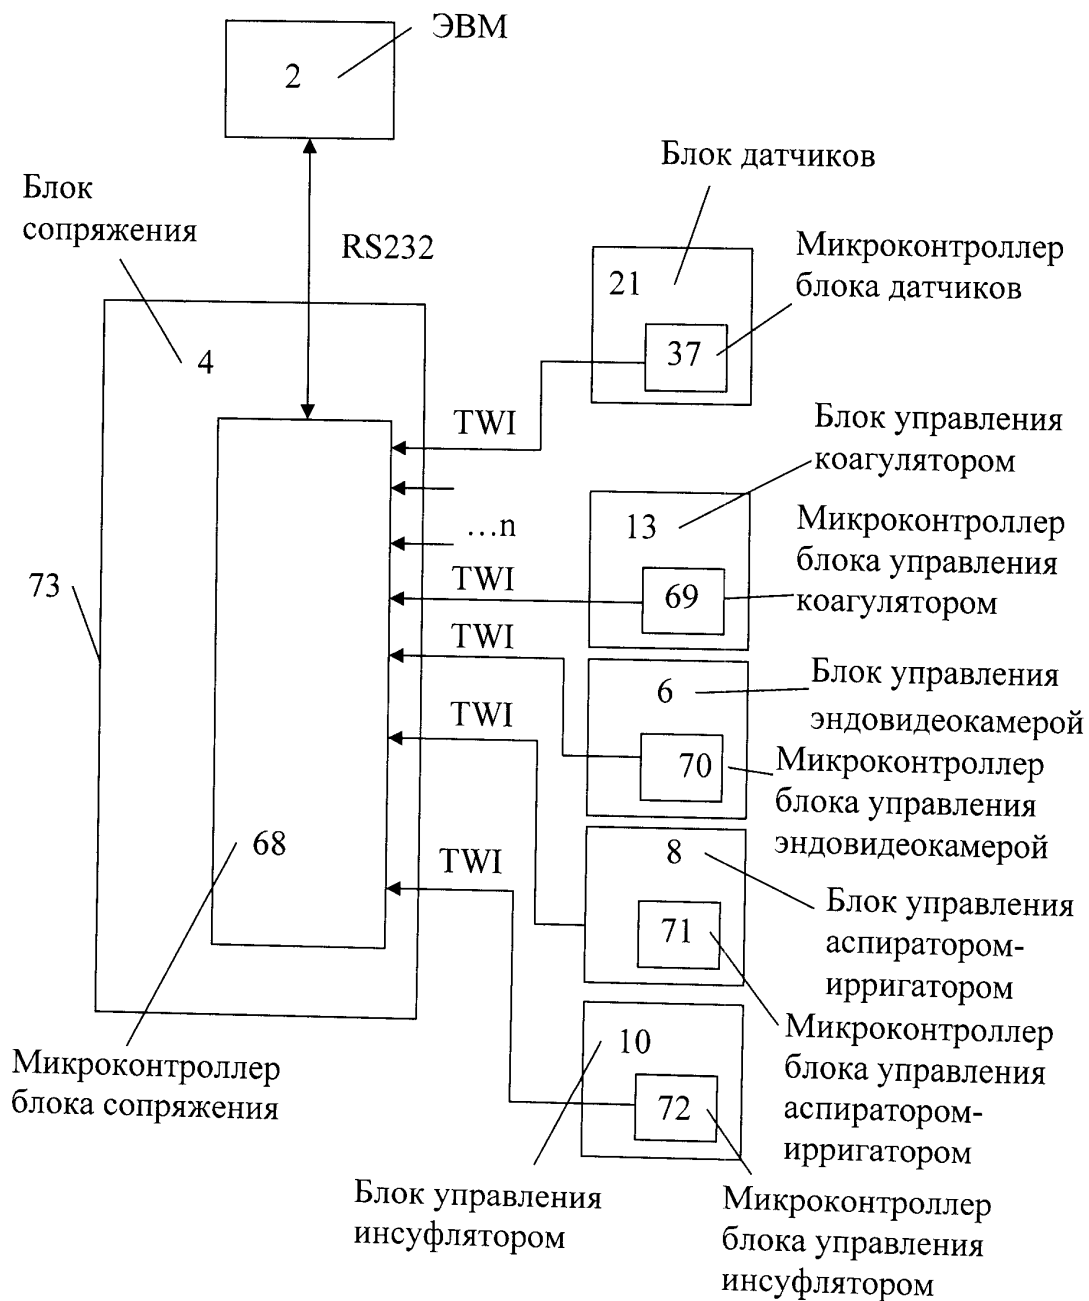 ЭВМ
2
Блок датчиков
Блок
сопряжения
RS232
Микроконтроллер
блока датчиков
21
37
4
TWI
Блок управления
коагулятором
...n
13
Микроконтроллер
блока управления
коагулятором
73
TWI
69
TWI
6
Блок управления
эндовидеокамерой
TWI
70
Микроконтроллер
блока управления
эндовидеокамерой
68
TWI
8
Блок управления
аспиратором-
ирригатором
71
Микроконтроллер
блока управления
аспиратором-
ирригатором
10
72
Микроконтроллер
блока сопряжения
Блок управления
инсуфлятором
Микроконтроллер
блока управления
инсуфлятором